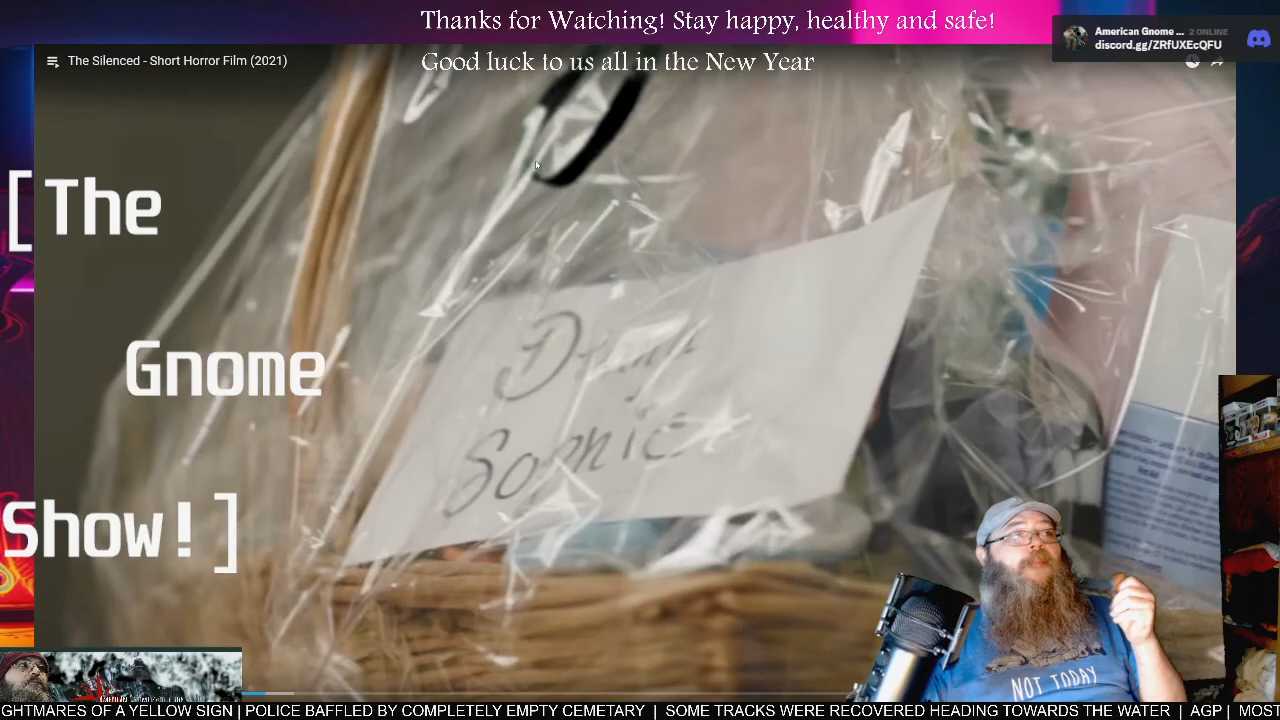 Thanks for Watching! Stay happy, healthy and safe!
American Gnome ... 2 ONLINE
discord.gg/ZRfUXEcQFU
The Silenced - Short Horror Film (2021)
Good luck to us all in the New Year
[The
Gnome
Show!]
Sophie
NOT TODAY
GHTMARES OF A YELLOW SIGN | POLICE BAFFLED BY COMPLETELY EMPTY CEMETARY | SOME TRACKS WERE RECOVERED HEADING TOWARDS THE WATER | AGP | MOST